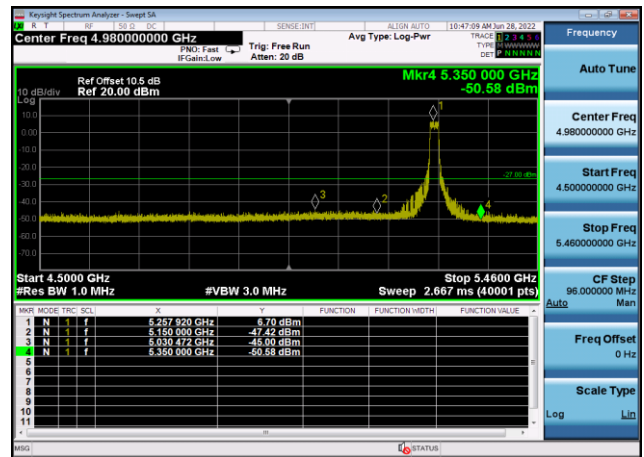 Keysight Spectrum Analyzer - Swept SA
R T RF 50 Ω DC SENSE:INT ALIGN AUTO 10:47:09 AM Jun 28, 2022
Center Freq 4.980000000 GHz
PNO: Fast
IFGain:Low
Trig: Free Run
Atten: 20 dB
Avg Type: Log-Pwr
TRACE 1 2 3 4 5 6
TYPE M WWWWW
DET P N N N N N
Mkr4 5.350 000 GHz
-50.58 dBm
Ref Offset 10.5 dB
10 dB/div Ref 20.00 dBm
Log
10.0
0.00
-10.0
-20.0
-30.0
-40.0
-50.0
-60.0
-70.0
-27.00 dBm
1
2
3
4
Start 4.5000 GHz Stop 5.4600 GHz
#Res BW 1.0 MHz #VBW 3.0 MHz Sweep 2.667 ms (40001 pts)
MKR MODE TRC SCL X Y FUNCTION FUNCTION WIDTH FUNCTION VALUE
1 N 1 f 5.257 920 GHz 6.70 dBm
2 N 1 f 5.150 000 GHz -47.42 dBm
3 N 1 f 5.030 472 GHz -45.00 dBm
4 N 1 f 5.350 000 GHz -50.58 dBm
5
6
7
8
9
10
11
MSG STATUS
Frequency
Auto Tune
Center Freq
4.980000000 GHz
Start Freq
4.500000000 GHz
Stop Freq
5.460000000 GHz
CF Step
96.000000 MHz
Auto Man
Freq Offset
0 Hz
Scale Type
Log Lin